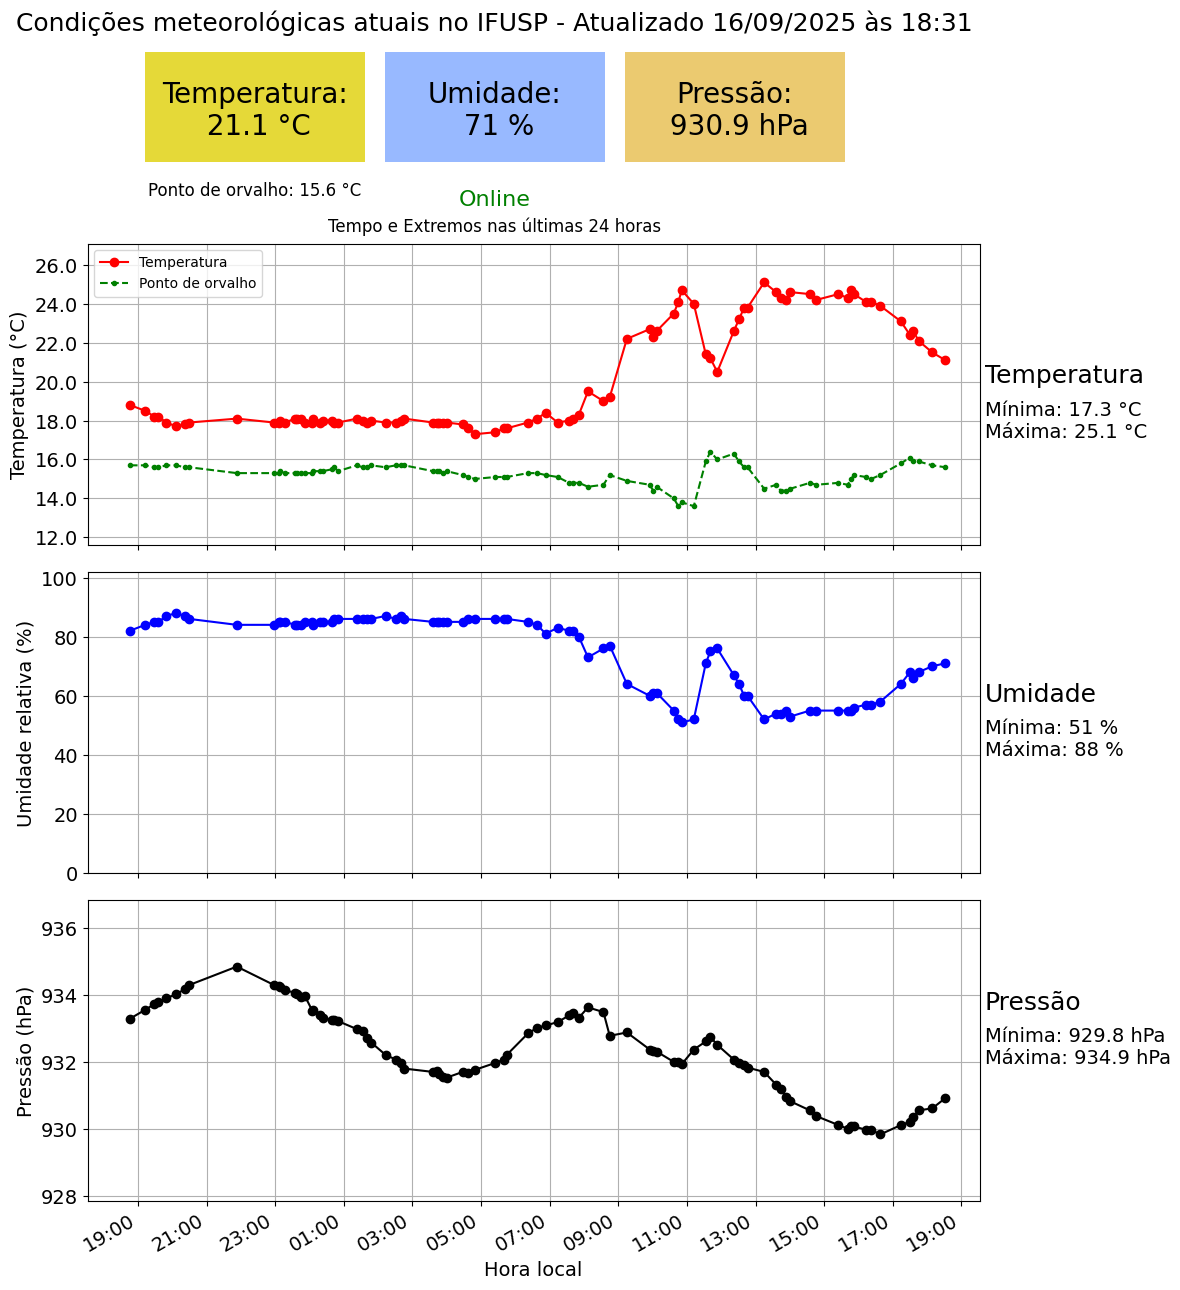 Condições meteorológicas atuais no IFUSP - Atualizado 16/09/2025 às 18:31
Temperatura:
21.1 °C
Umidade:
71 %
Pressão:
930.9 hPa
Ponto de orvalho: 15.6 °C
Online
Tempo e Extremos nas últimas 24 horas
Temperatura
Ponto de orvalho
26.0
24.0
22.0
20.0
18.0
16.0
14.0
12.0
Temperatura (°C)
Temperatura
Mínima: 17.3 °C
Máxima: 25.1 °C
100
80
60
40
20
0
Umidade relativa (%)
Umidade
Mínima: 51 %
Máxima: 88 %
936
934
932
930
928
Pressão (hPa)
Pressão
Mínima: 929.8 hPa
Máxima: 934.9 hPa
19:00
21:00
23:00
01:00
03:00
05:00
07:00
09:00
11:00
13:00
15:00
17:00
19:00
Hora local